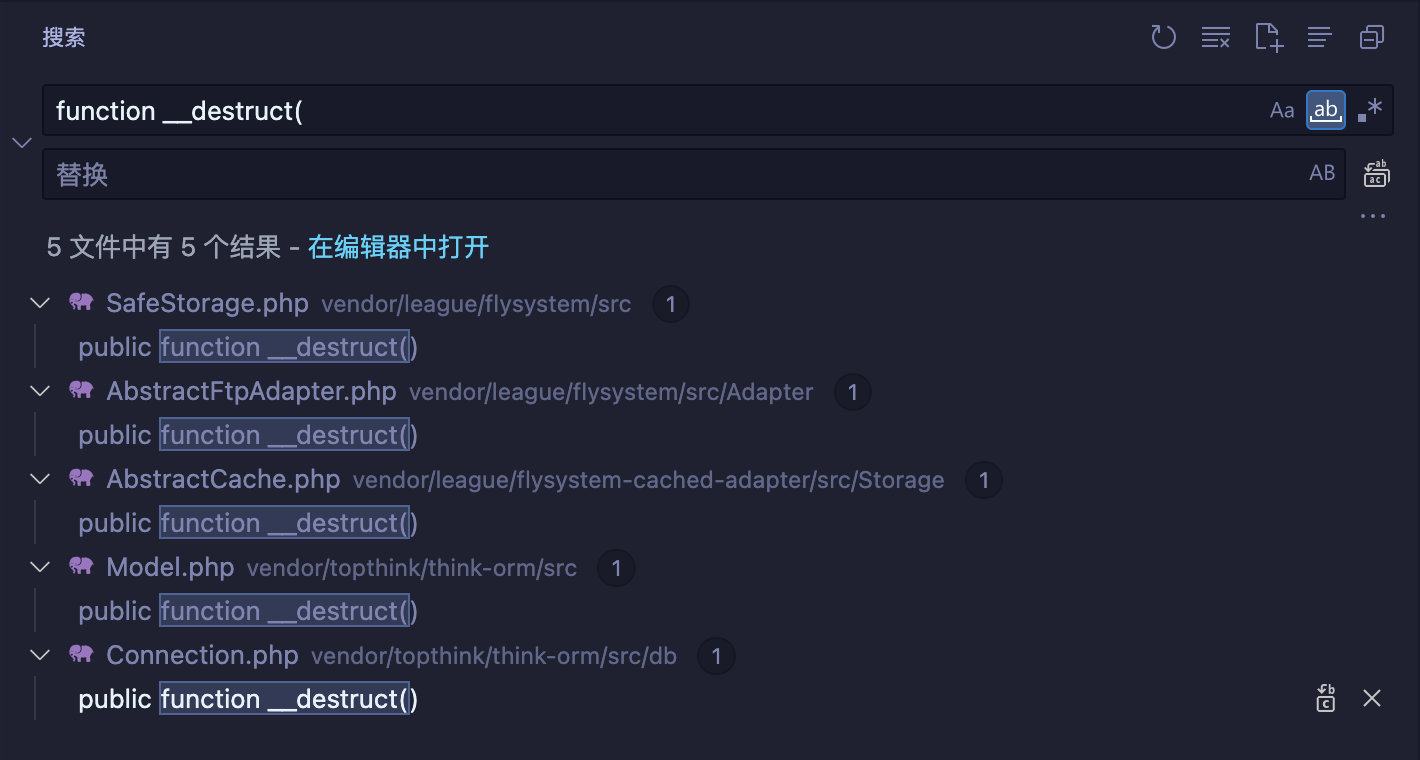 搜索
function __destruct(
Aa ab .*
替换
AB
5 文件中有 5 个结果 - 在编辑器中打开
SafeStorage.php vendor/league/flysystem/src 1
public function __destruct()
AbstractFtpAdapter.php vendor/league/flysystem/src/Adapter 1
public function __destruct()
AbstractCache.php vendor/league/flysystem-cached-adapter/src/Storage 1
public function __destruct()
Model.php vendor/topthink/think-orm/src 1
public function __destruct()
Connection.php vendor/topthink/think-orm/src/db 1
public function __destruct()